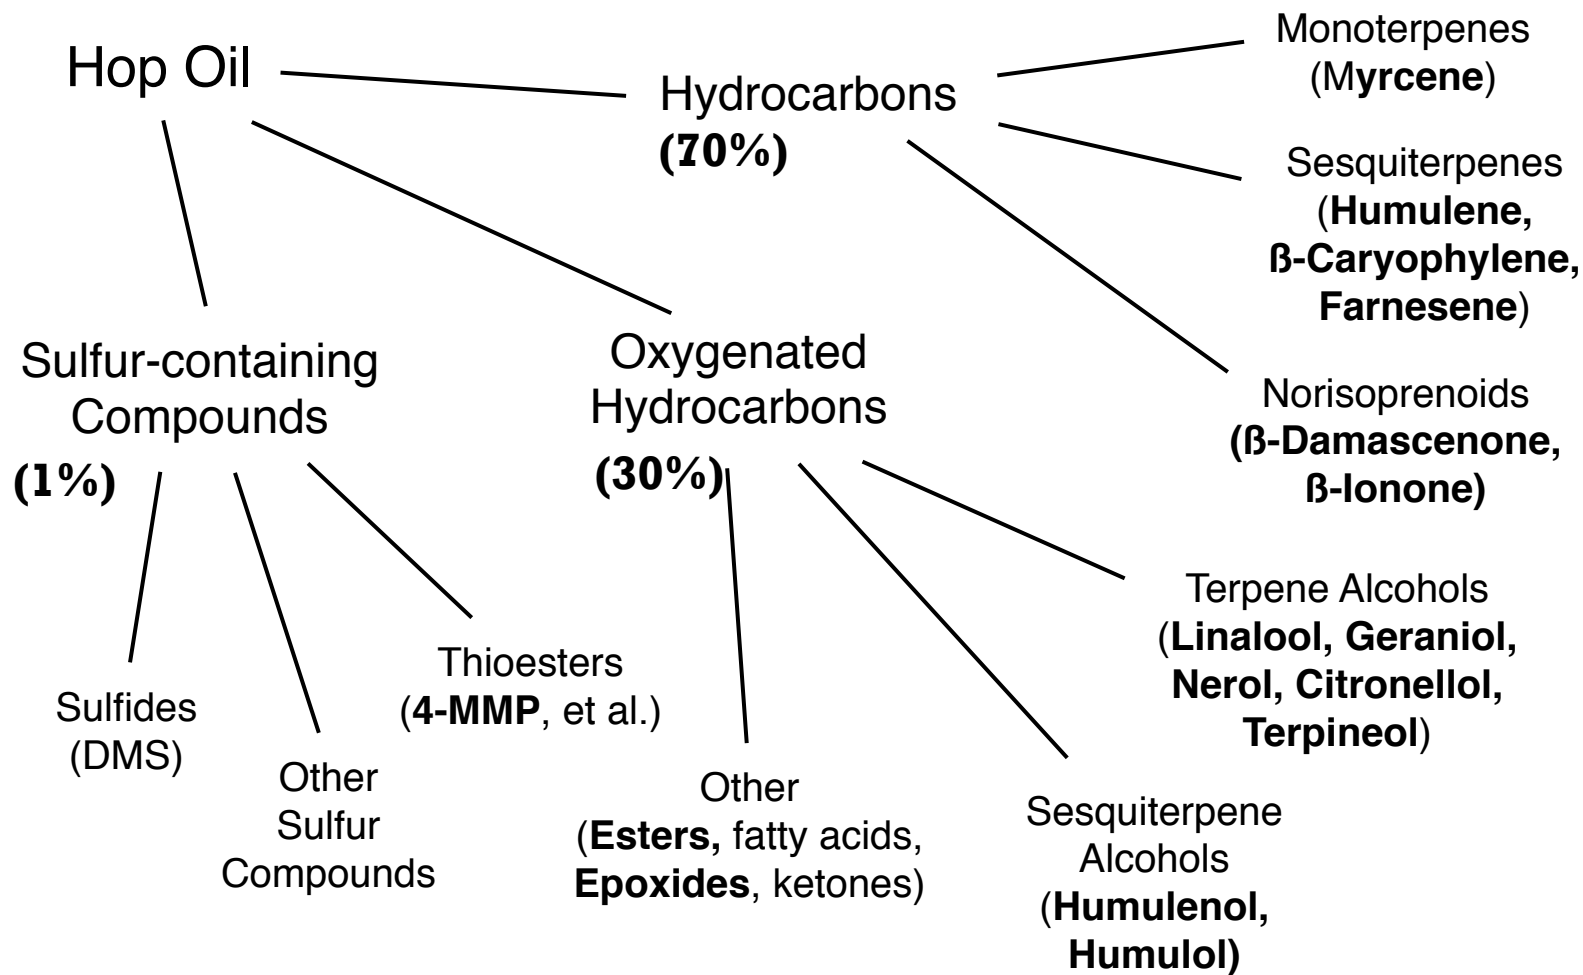 Hop Oil
Hydrocarbons
(70%)
Monoterpenes
(Myrcene)
Sesquiterpenes
(Humulene,
ß-Caryophylene,
Farnesene)
Norisoprenoids
(ß-Damascenone,
ß-Ionone)
Sulfur-containing
Compounds
(1%)
Oxygenated
Hydrocarbons
(30%)
Terpene Alcohols
(Linalool, Geraniol,
Nerol, Citronellol,
Terpineol)
Sulfides
(DMS)
Other
Sulfur
Compounds
Thioesters
(4-MMP, et al.)
Other
(Esters, fatty acids,
Epoxides, ketones)
Sesquiterpene
Alcohols
(Humulenol,
Humulol)